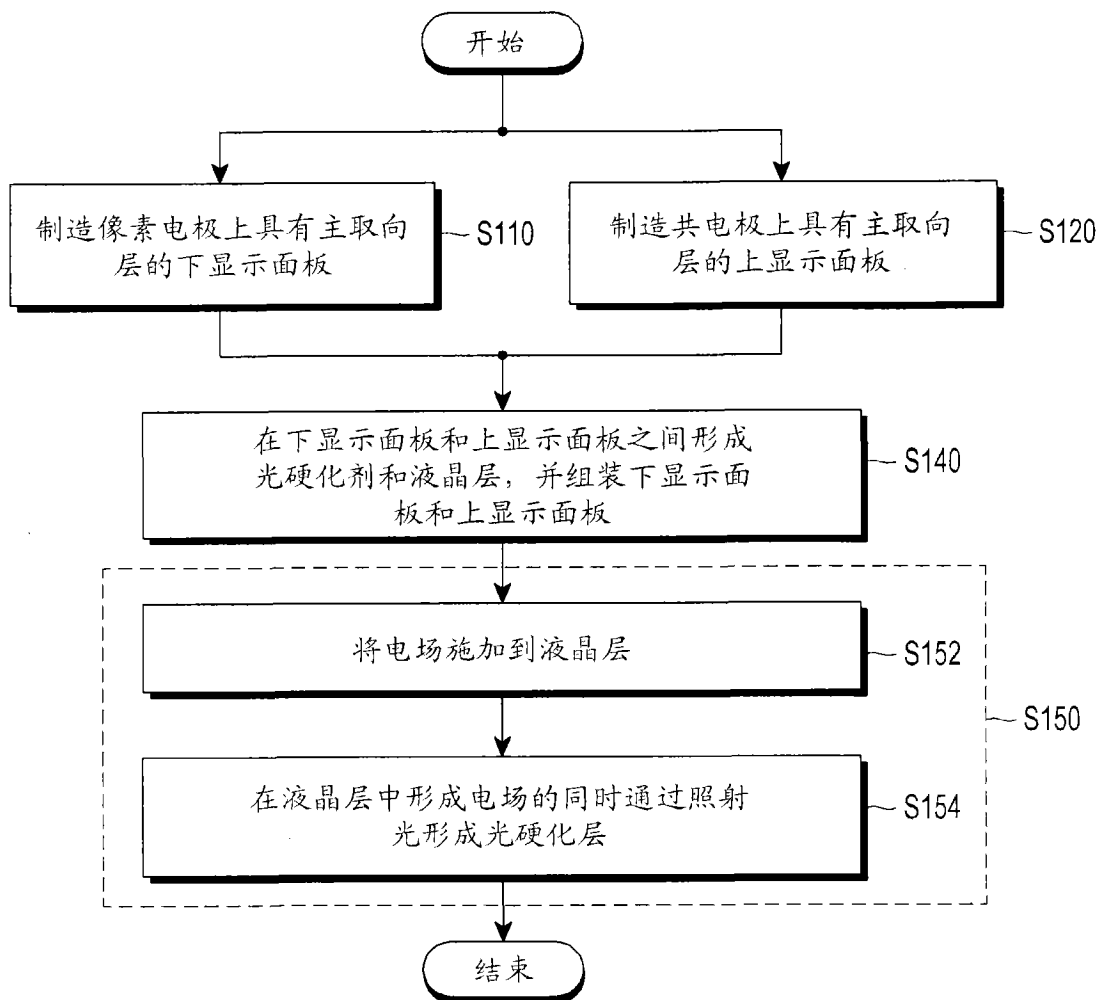 开始
制造像素电极上具有主取向
层的下显示面板
S110
制造共电极上具有主取向
层的上显示面板
S120
在下显示面板和上显示面板之间形成
光硬化剂和液晶层，并组装下显示面
板和上显示面板
S140
将电场施加到液晶层
S152
S150
在液晶层中形成电场的同时通过照射
光形成光硬化层
S154
结束